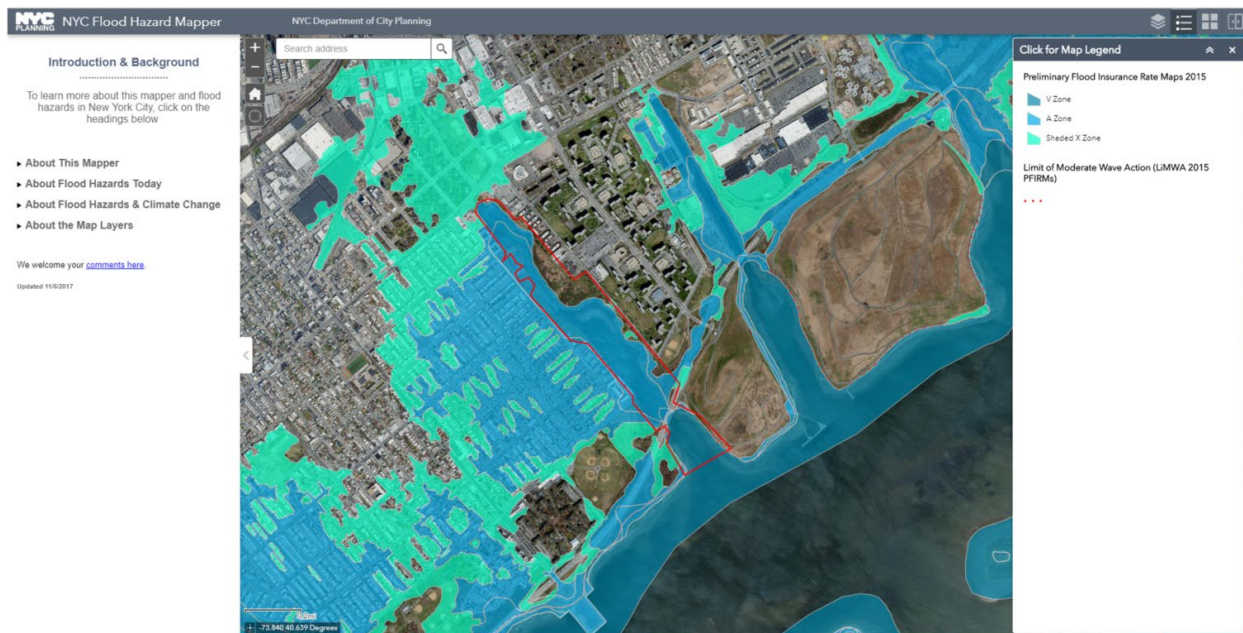 NYC
PLANNING
NYC Flood Hazard Mapper
NYC Department of City Planning
Introduction & Background
To learn more about this mapper and flood
hazards in New York City, click on the
headings below
About This Mapper
About Flood Hazards Today
About Flood Hazards & Climate Change
About the Map Layers
We welcome your comments here.
Updated 11/6/2017
Search address
0.2mi
-73.840 40.639 Degrees
Click for Map Legend
Preliminary Flood Insurance Rate Maps 2015
V Zone
A Zone
Shaded X Zone
Limit of Moderate Wave Action (LiMWA 2015
PFIRMs)